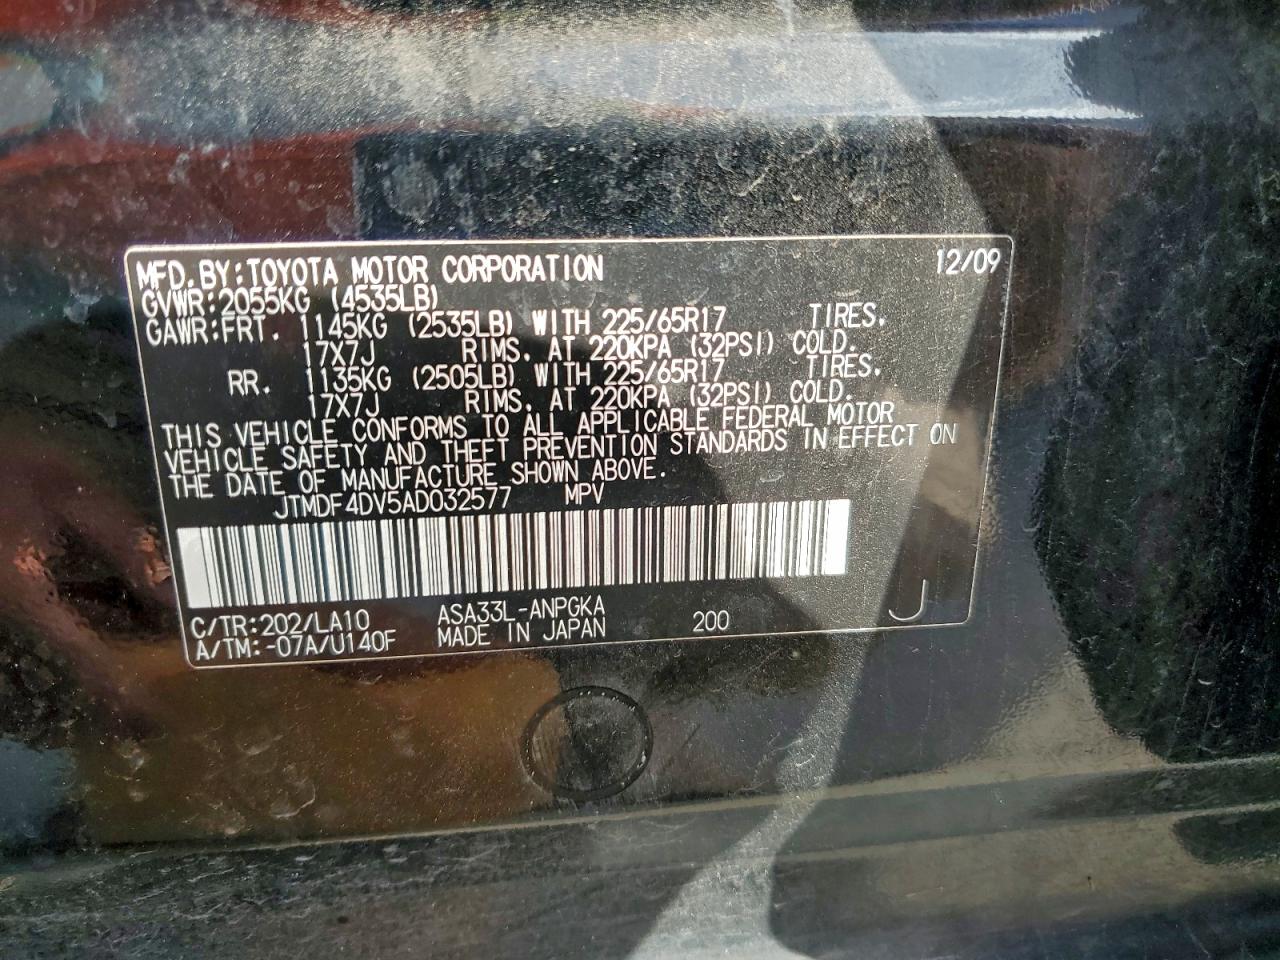 MFD. BY: TOYOTA MOTOR CORPORATION 12/09
GVWR: 2055KG (4535LB)
GAWR: FRT. 1145KG (2535LB) WITH 225/65R17 TIRES.
17X7J RIMS. AT 220KPA (32PSI) COLD.
RR. 1135KG (2505LB) WITH 225/65R17 TIRES.
17X7J RIMS. AT 220KPA (32PSI) COLD.
THIS VEHICLE CONFORMS TO ALL APPLICABLE FEDERAL MOTOR
VEHICLE SAFETY AND THEFT PREVENTION STANDARDS IN EFFECT ON
THE DATE OF MANUFACTURE SHOWN ABOVE.
JTMDF4DV5AD032577 MPV
C/TR: 202/LA10 ASA33L-ANPGKA 200 J
A/TM: -07A/U140F MADE IN JAPAN